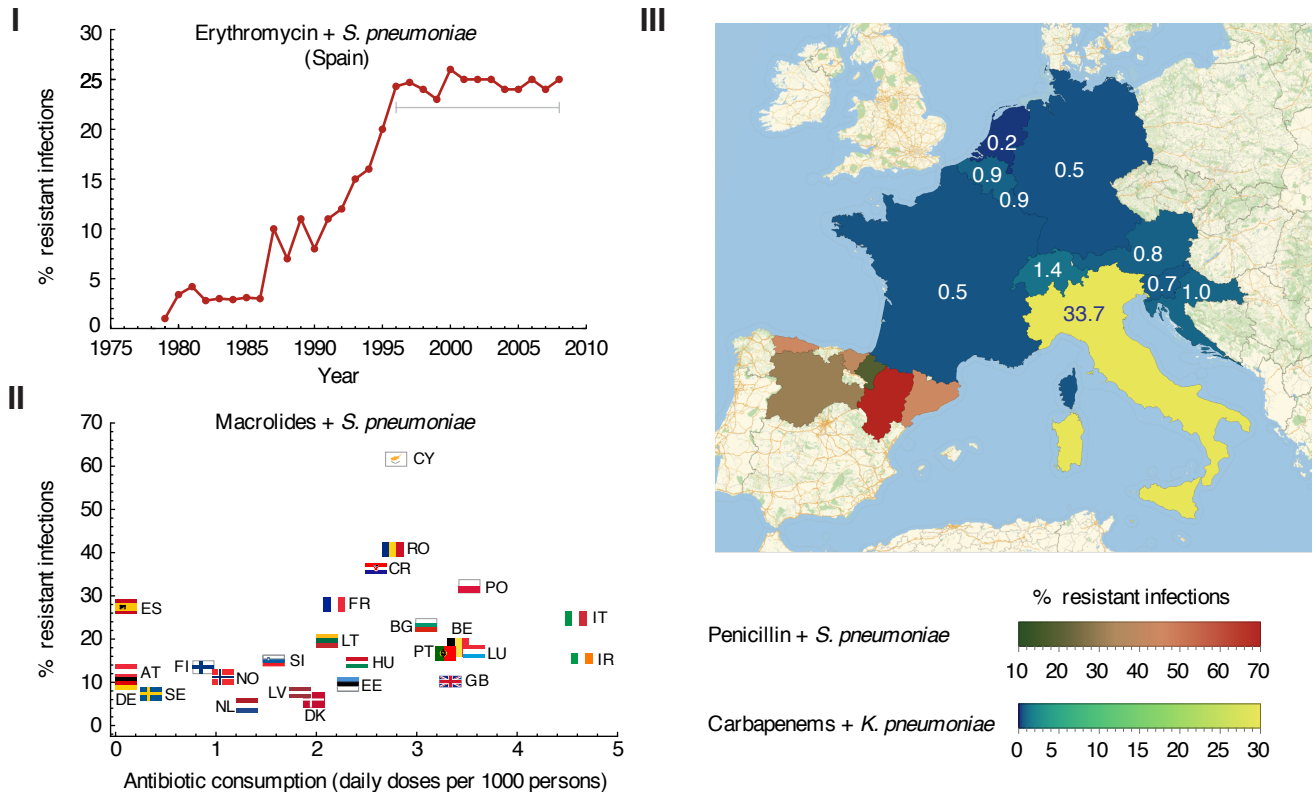 I
Erythromycin + S. pneumoniae
(Spain)
% resistant infections
30
25
20
15
10
5
0
1975 1980 1985 1990 1995 2000 2005 2010
Year
II
Macrolides + S. pneumoniae
% resistant infections
70
60
50
40
30
20
10
0
CY
RO
CR
PO
ES
FR
IT
BG
BE
LT
PT
LU
AT
FI
SI
HU
IR
NO
DE
SE
EE
GB
LV
NL
DK
0 1 2 3 4 5
Antibiotic consumption (daily doses per 1000 persons)
III
0.2
0.9
0.5
0.9
0.8
1.4
0.7
1.0
0.5
33.7
% resistant infections
Penicillin + S. pneumoniae
10 20 30 40 50 60 70
Carbapenems + K. pneumoniae
0 5 10 15 20 25 30